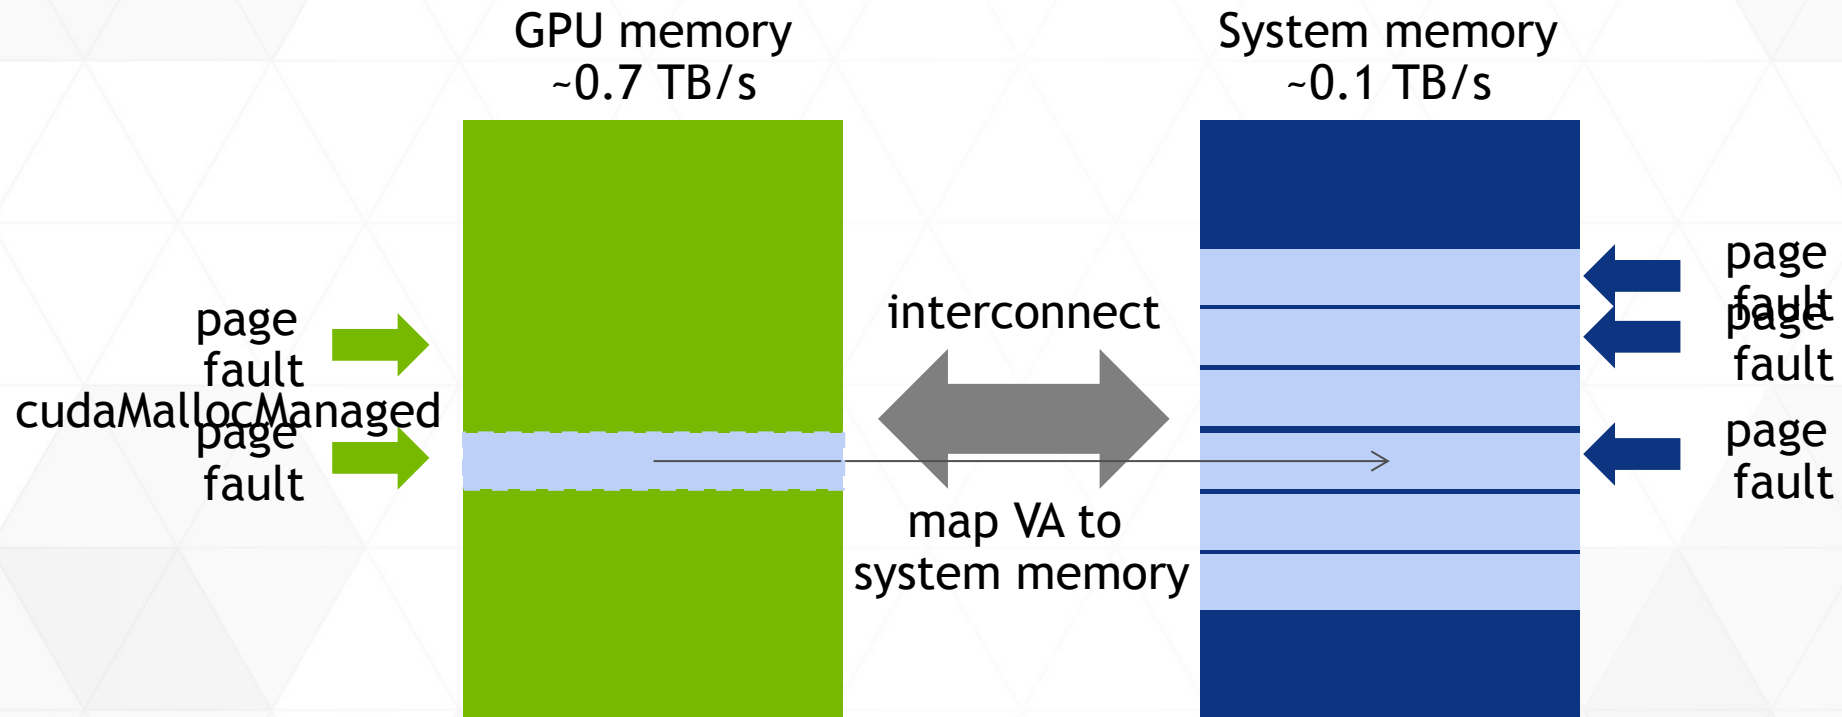 GPU memory
~0.7 TB/s
System memory
~0.1 TB/s
page
fault
cudaMallocManaged
page
fault
interconnect
map VA to
system memory
page
fault
page
fault
page
fault